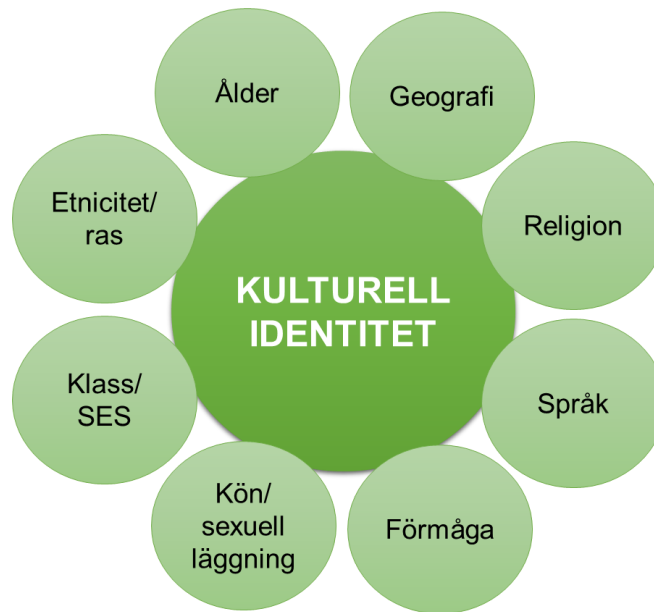 Ålder
Geografi
Etnicitet/
ras
Religion
KULTURELL
IDENTITET
Klass/
SES
Språk
Kön/
sexuell
läggning
Förmåga